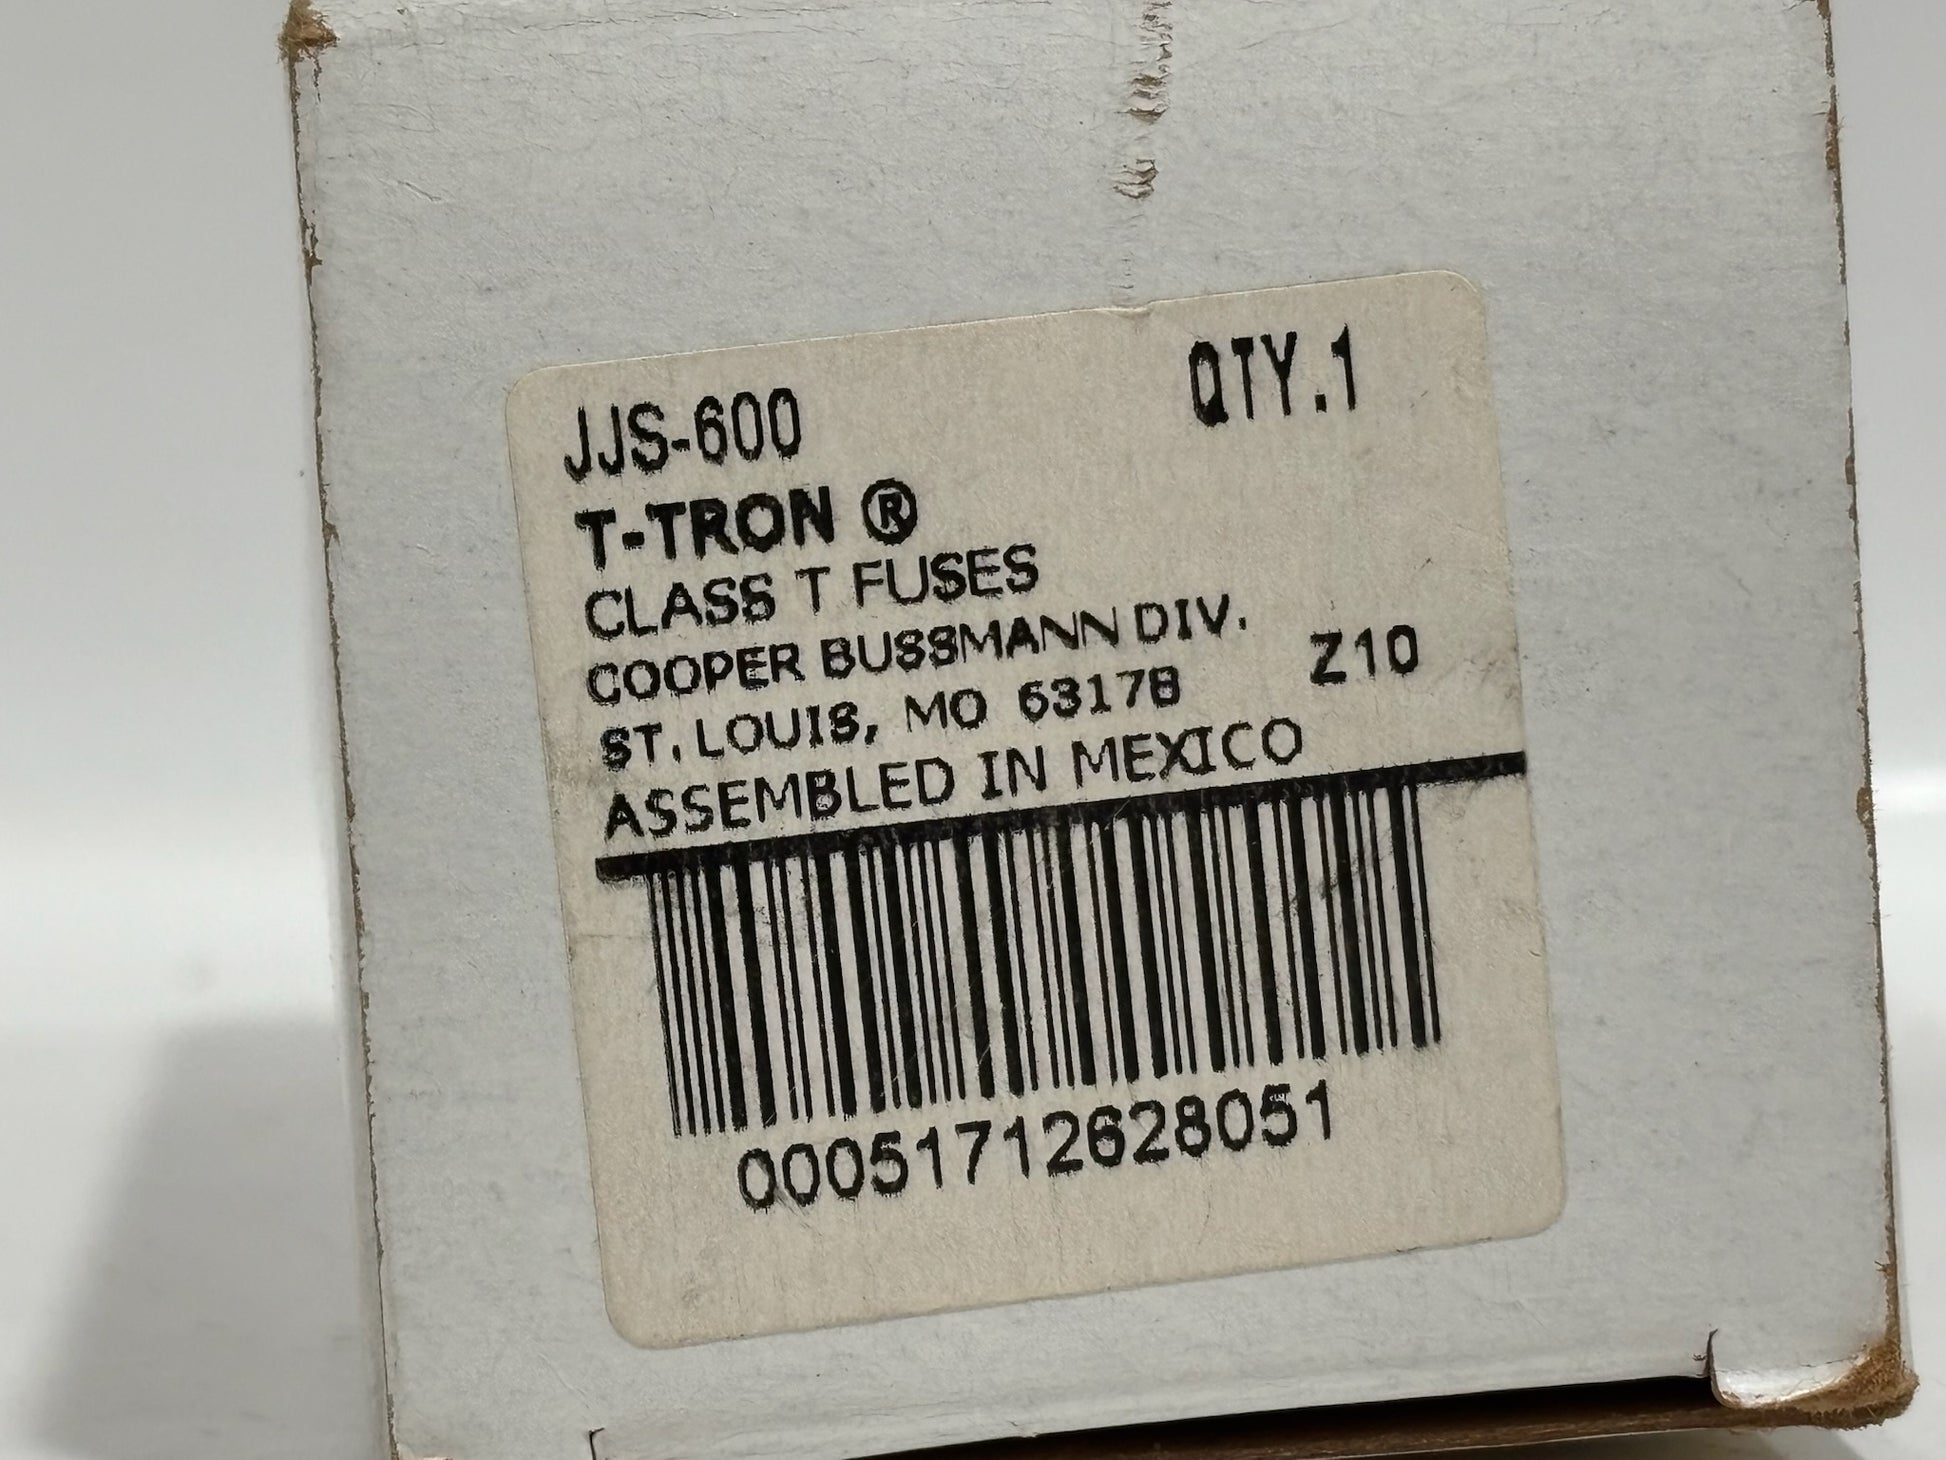 JJS-600
QTY.1
T-TRON ®
CLASS T FUSES
COOPER BUSSMANN DIV.
ST. LOUIS, MO 63178
Z10
ASSEMBLED IN MEXICO
00051712628051